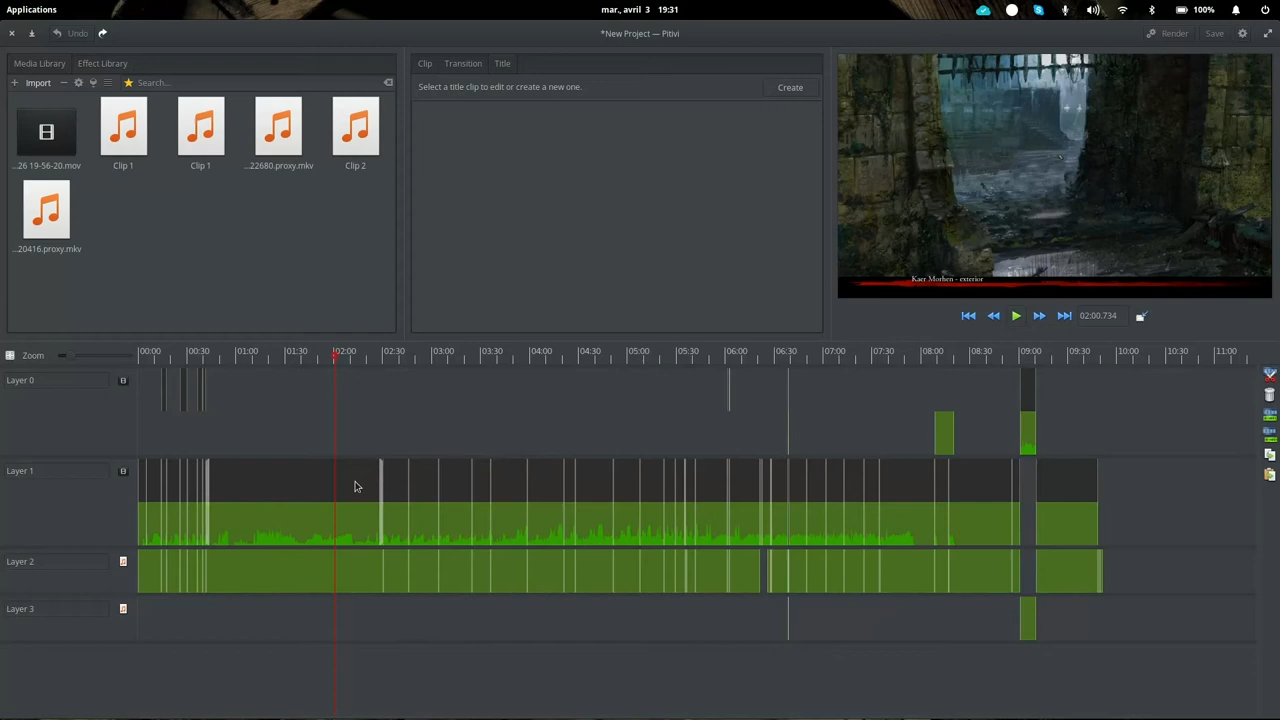 Applications
mar., avril 3 19:31
100%
Undo
*New Project — Pitivi
Render
Save
Media Library
Effect Library
Clip
Transition
Title
Import
Search...
Select a title clip to edit or create a new one.
Create
...26 19-56-20.mov
Clip 1
Clip 1
...22680.proxy.mkv
Clip 2
...20416.proxy.mkv
Kaer Morhen - exterior
02:00.734
Zoom
00:00
00:30
01:00
01:30
02:00
02:30
03:00
03:30
04:00
04:30
05:00
05:30
06:00
06:30
07:00
07:30
08:00
08:30
09:00
09:30
10:00
10:30
11:00
Layer 0
Layer 1
Layer 2
Layer 3